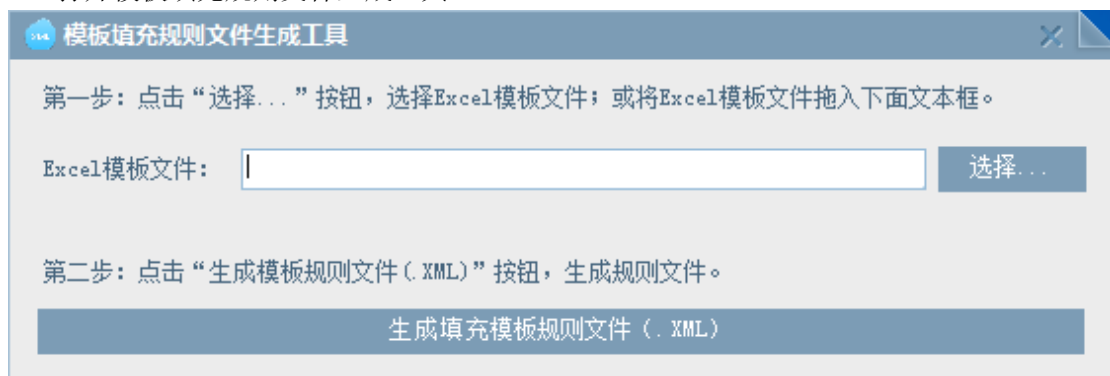 模板填充规则文件生成工具
第一步：点击“选择...”按钮，选择Excel模板文件；或将Excel模板文件拖入下面文本框。
Excel模板文件：
选择...
第二步：点击“生成模板规则文件(.XML)”按钮，生成规则文件。
生成填充模板规则文件（.XML）